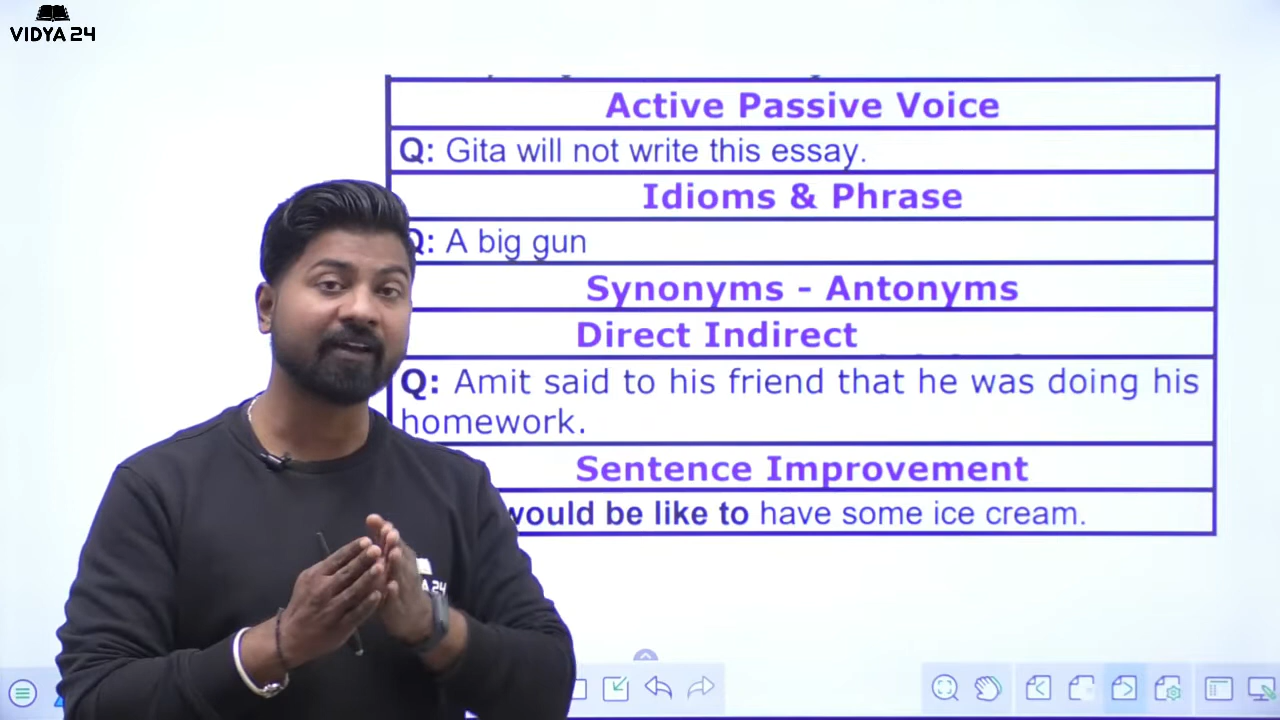 VIDYA 24
Active Passive Voice
Q: Gita will not write this essay.
Idioms & Phrase
Q: A big gun
Synonyms - Antonyms
Direct Indirect
Q: Amit said to his friend that he was doing his
homework.
Sentence Improvement
would be like to have some ice cream.